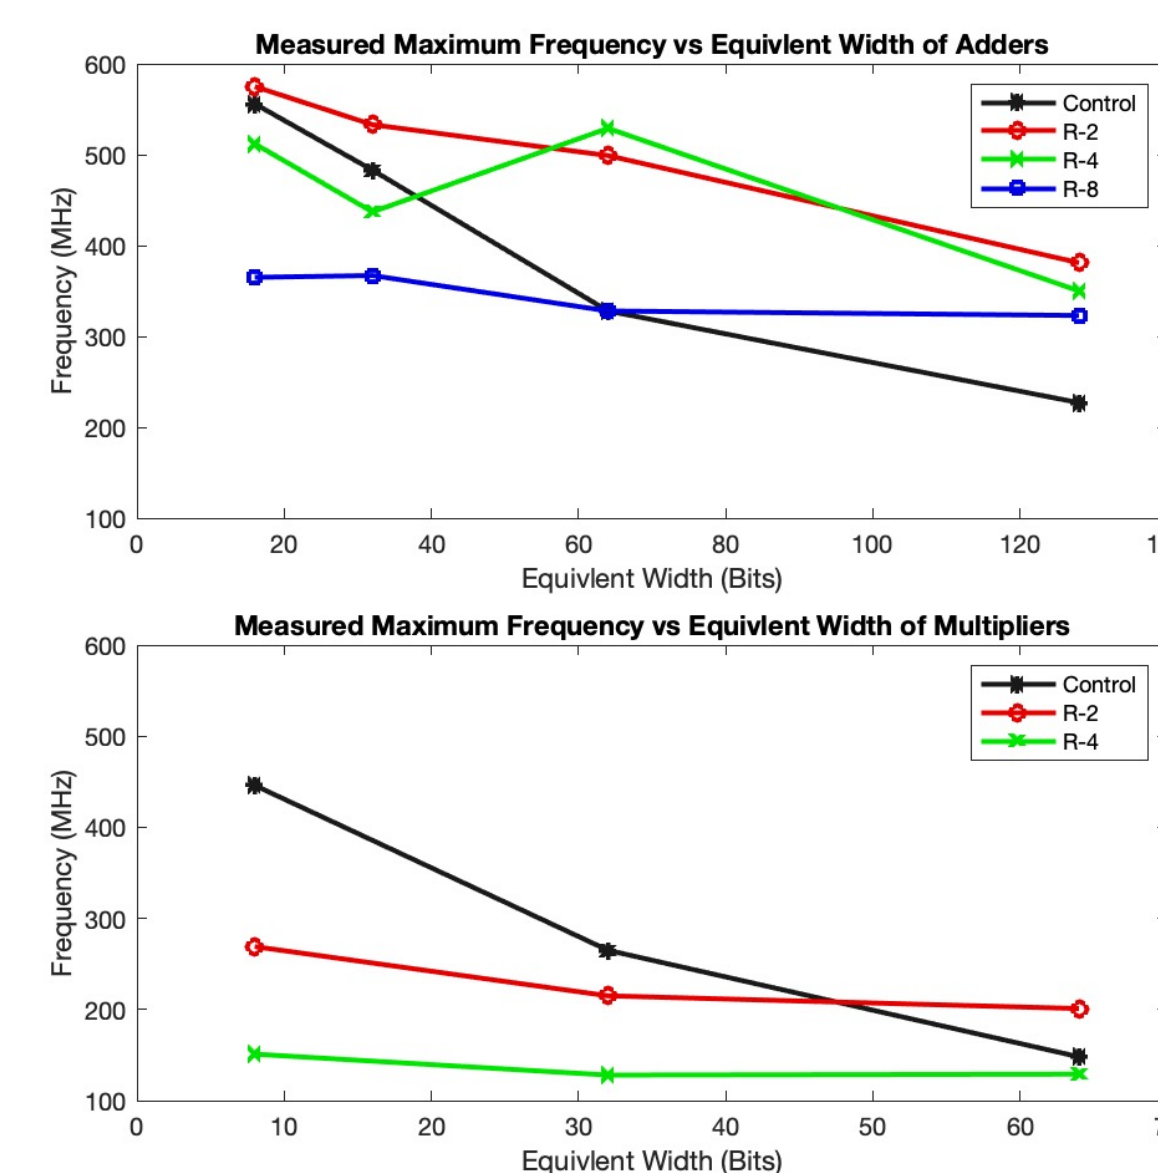 Measured Maximum Frequency vs Equivlent Width of Adders
600
500
400
300
200
100
Frequency (MHz)
Control
R-2
R-4
R-8
0 20 40 60 80 100 120 1
Equivlent Width (Bits)
Measured Maximum Frequency vs Equivlent Width of Multipliers
600
500
400
300
200
100
Frequency (MHz)
Control
R-2
R-4
0 10 20 30 40 50 60
Equivlent Width (Bits)